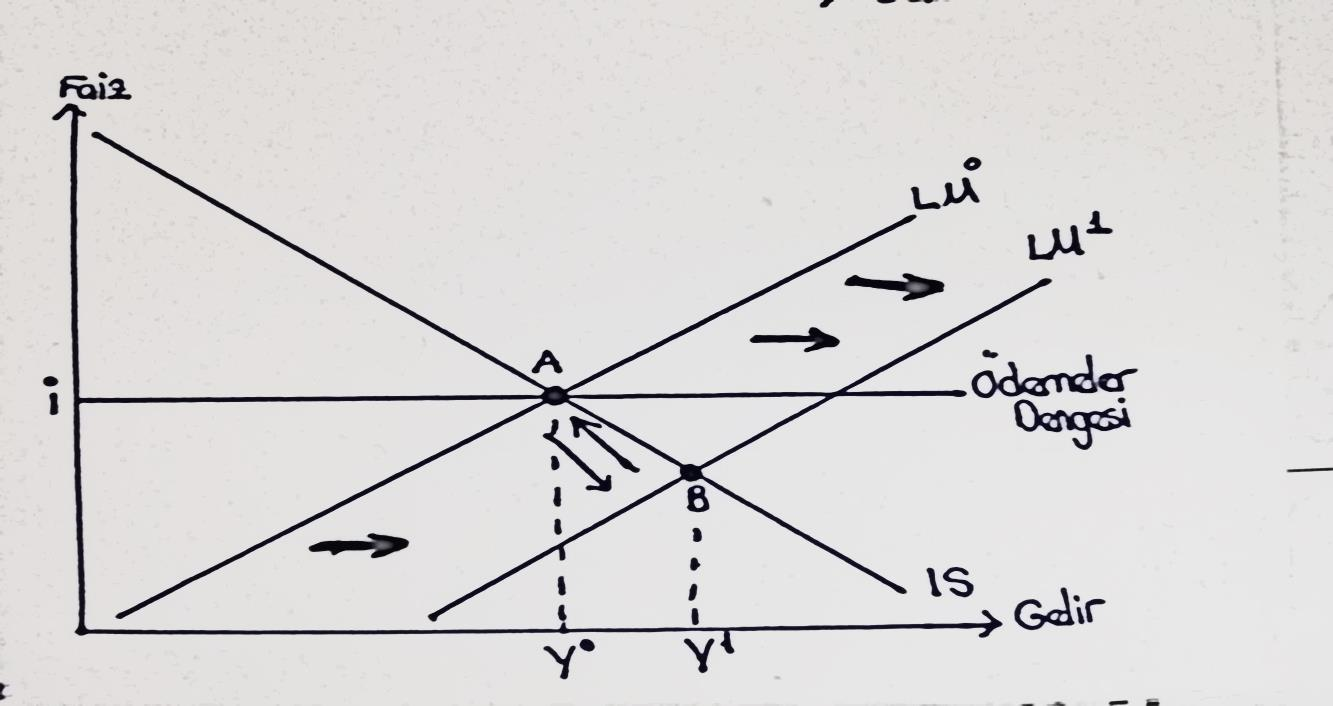 Faiz
LM⁰
LM¹
A
i
Ödemeler
Dengesi
B
IS
Gelir
Y⁰
Y¹